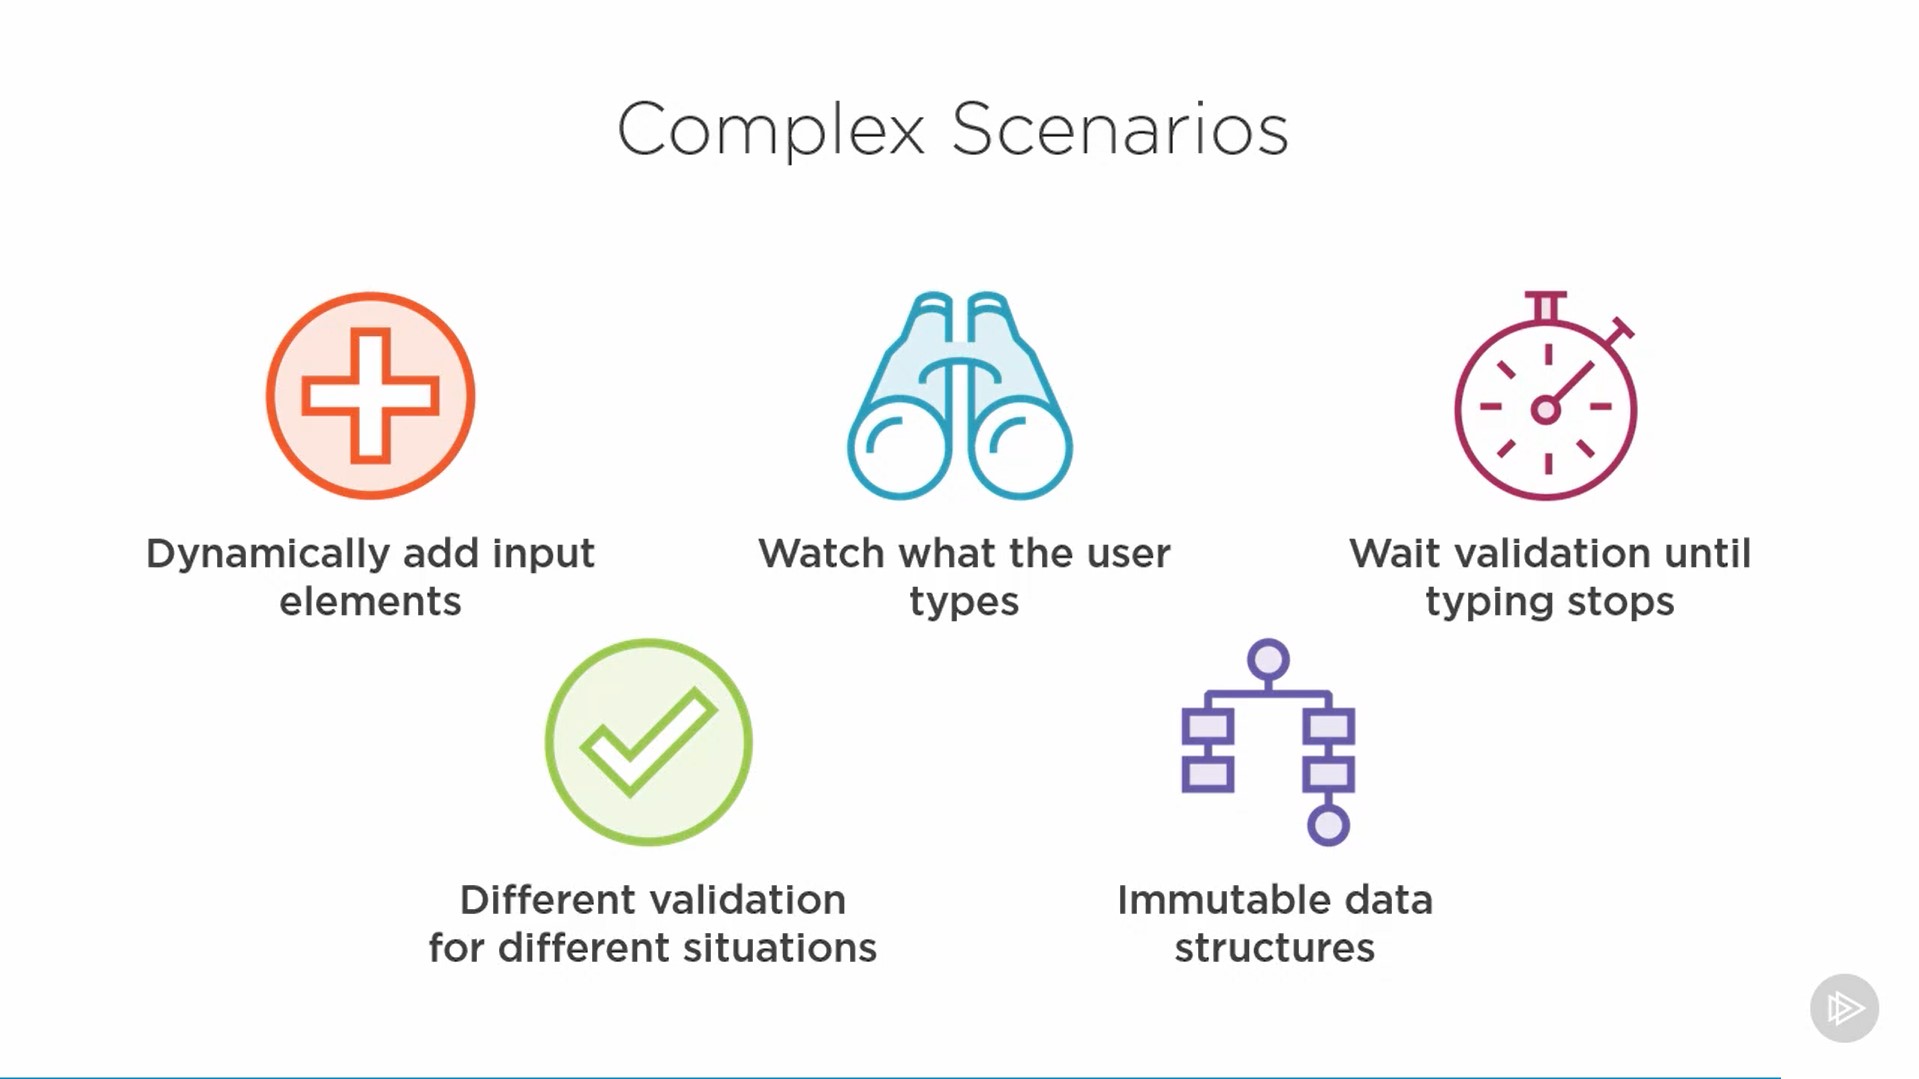 Complex Scenarios
Dynamically add input
elements
Watch what the user
types
Wait validation until
typing stops
Different validation
for different situations
Immutable data
structures